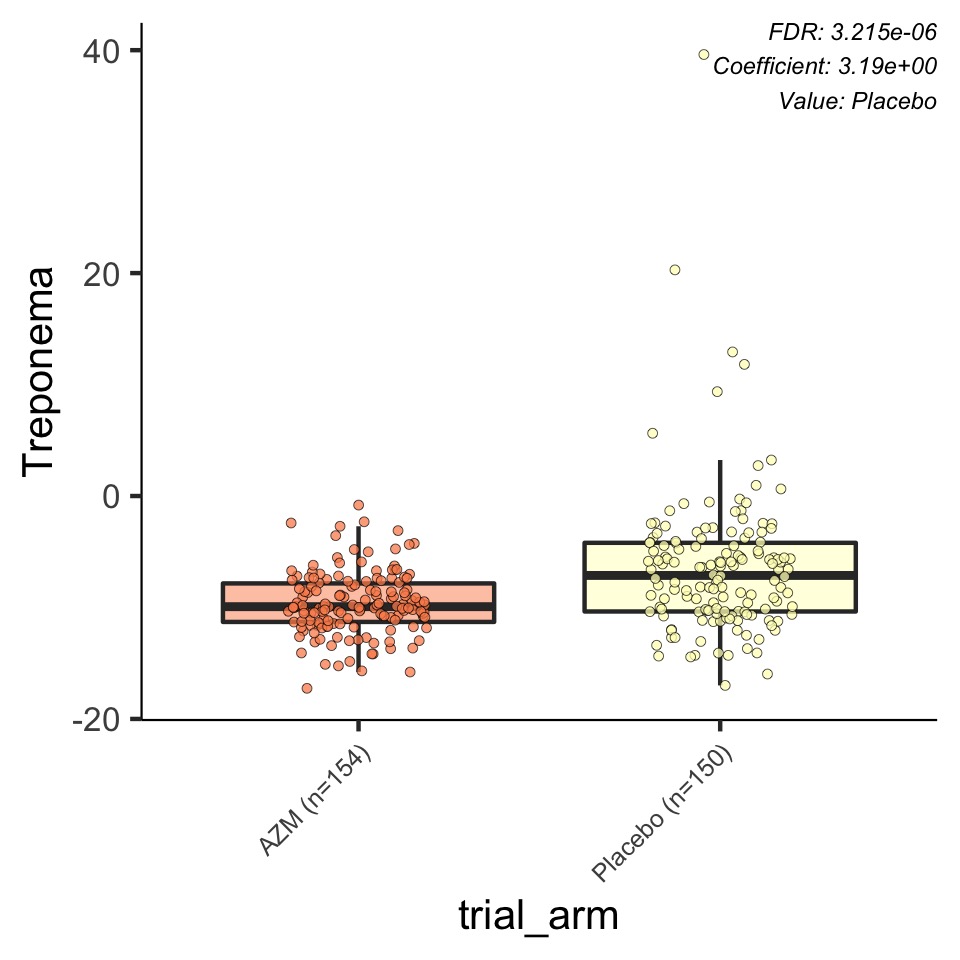 FDR: 3.215e-06
Coefficient: 3.19e+00
Value: Placebo
40
20
0
-20
Treponema
AZM (n=154)
Placebo (n=150)
trial_arm